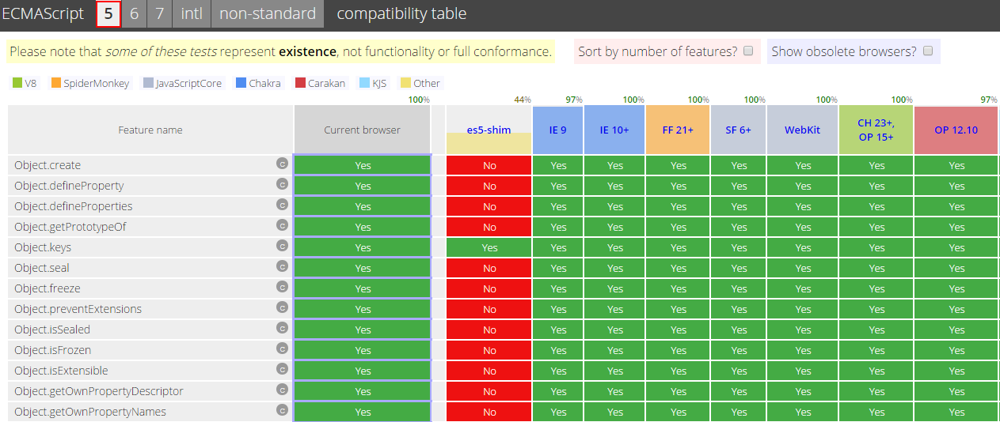 ECMAScript 5 6 7 intl non-standard compatibility table
Please note that some of these tests represent existence, not functionality or full conformance. Sort by number of features? Show obsolete browsers?
V8 SpiderMonkey JavaScriptCore Chakra Carakan KJS Other
100% 44% 97% 100% 100% 100% 100% 100% 97%
Feature name Current browser es5-shim IE 9 IE 10+ FF 21+ SF 6+ WebKit CH 23+, OP 15+ OP 12.10
Object.create c Yes No Yes Yes Yes Yes Yes Yes Yes
Object.defineProperty c Yes No Yes Yes Yes Yes Yes Yes Yes
Object.defineProperties c Yes No Yes Yes Yes Yes Yes Yes Yes
Object.getPrototypeOf c Yes No Yes Yes Yes Yes Yes Yes Yes
Object.keys c Yes Yes Yes Yes Yes Yes Yes Yes Yes
Object.seal c Yes No Yes Yes Yes Yes Yes Yes Yes
Object.freeze c Yes No Yes Yes Yes Yes Yes Yes Yes
Object.preventExtensions c Yes No Yes Yes Yes Yes Yes Yes Yes
Object.isSealed c Yes No Yes Yes Yes Yes Yes Yes Yes
Object.isFrozen c Yes No Yes Yes Yes Yes Yes Yes Yes
Object.isExtensible c Yes No Yes Yes Yes Yes Yes Yes Yes
Object.getOwnPropertyDescriptor c Yes No Yes Yes Yes Yes Yes Yes Yes
Object.getOwnPropertyNames c Yes No Yes Yes Yes Yes Yes Yes Yes